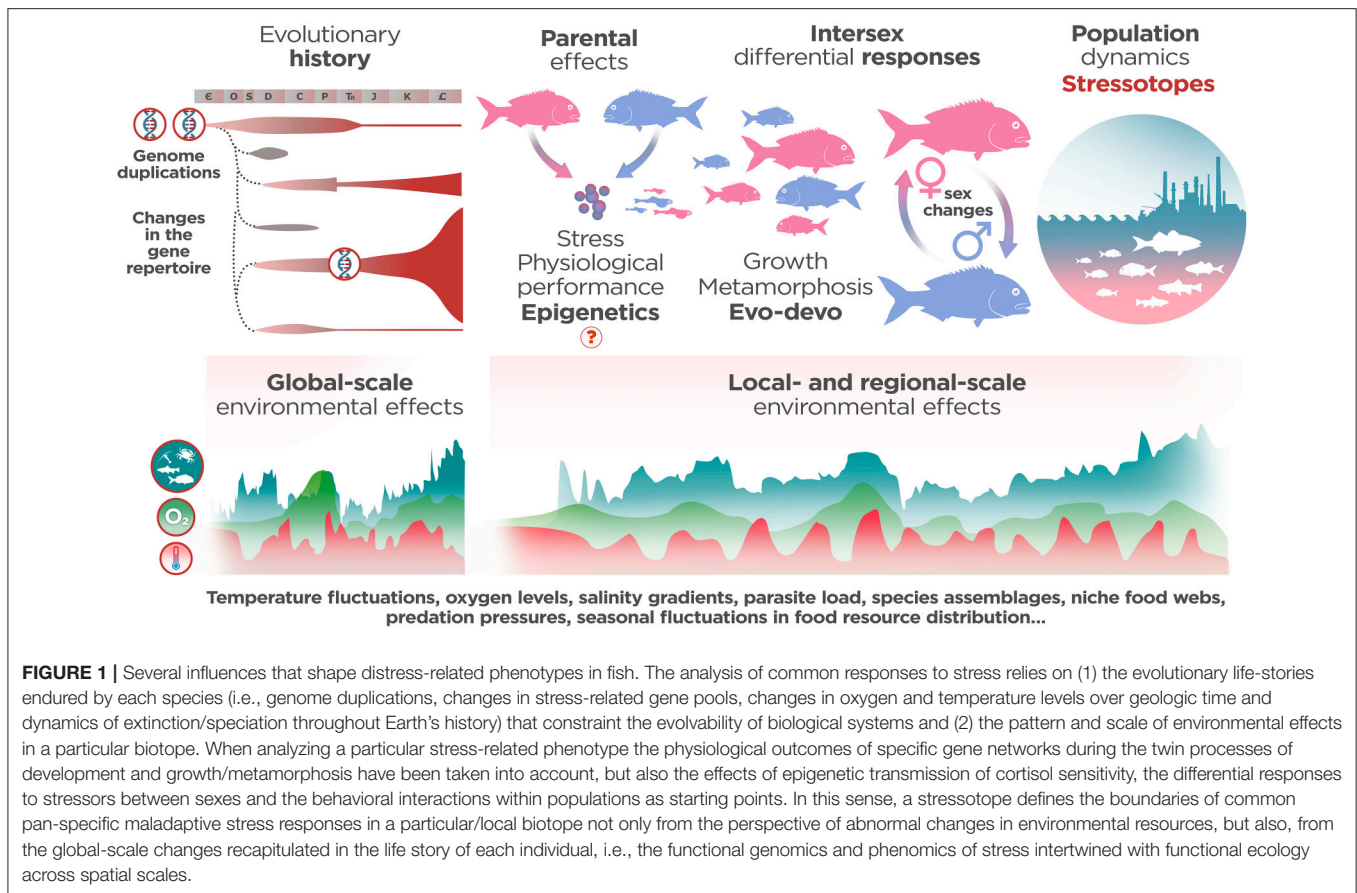 Evolutionary
history
Є O S D C P Tʀ J K £
Genome
duplications
Changes
in the
gene
repertoire
Parental
effects
Stress
Physiological
performance
Epigenetics
?
Intersex
differential responses
sex
changes
Growth
Metamorphosis
Evo-devo
Population
dynamics
Stressotopes
Global-scale
environmental effects
Local- and regional-scale
environmental effects
O₂
Temperature fluctuations, oxygen levels, salinity gradients, parasite load, species assemblages, niche food webs,
predation pressures, seasonal fluctuations in food resource distribution...
FIGURE 1 | Several influences that shape distress-related phenotypes in fish. The analysis of common responses to stress relies on (1) the evolutionary life-stories
endured by each species (i.e., genome duplications, changes in stress-related gene pools, changes in oxygen and temperature levels over geologic time and
dynamics of extinction/speciation throughout Earth's history) that constraint the evolvability of biological systems and (2) the pattern and scale of environmental effects
in a particular biotope. When analyzing a particular stress-related phenotype the physiological outcomes of specific gene networks during the twin processes of
development and growth/metamorphosis have been taken into account, but also the effects of epigenetic transmission of cortisol sensitivity, the differential responses
to stressors between sexes and the behavioral interactions within populations as starting points. In this sense, a stressotope defines the boundaries of common
pan-specific maladaptive stress responses in a particular/local biotope not only from the perspective of abnormal changes in environmental resources, but also, from
the global-scale changes recapitulated in the life story of each individual, i.e., the functional genomics and phenomics of stress intertwined with functional ecology
across spatial scales.